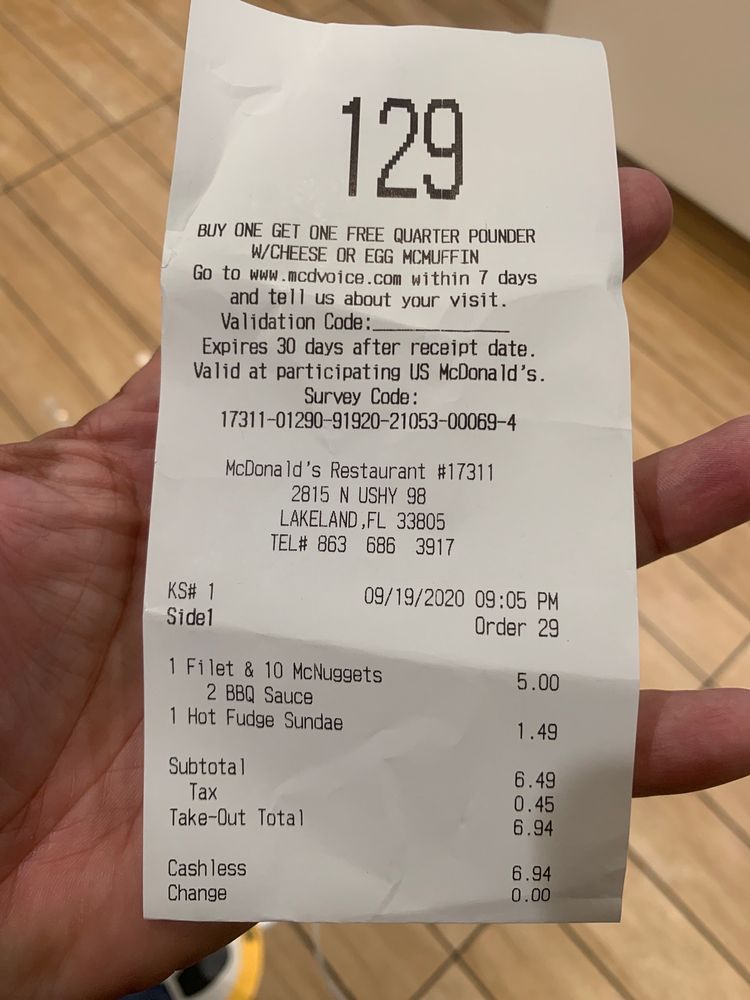 129
BUY ONE GET ONE FREE QUARTER POUNDER
W/CHEESE OR EGG MCMUFFIN
Go to www.mcdvoice.com within 7 days
and tell us about your visit.
Validation Code:______________
Expires 30 days after receipt date.
Valid at participating US McDonald's.
Survey Code:
17311-01290-91920-21053-00069-4
McDonald's Restaurant #17311
2815 N USHY 98
LAKELAND,FL 33805
TEL# 863 686 3917
KS# 1 09/19/2020 09:05 PM
Side1 Order 29
1 Filet & 10 McNuggets 5.00
2 BBQ Sauce
1 Hot Fudge Sundae 1.49
Subtotal 6.49
Tax 0.45
Take-Out Total 6.94
Cashless 6.94
Change 0.00